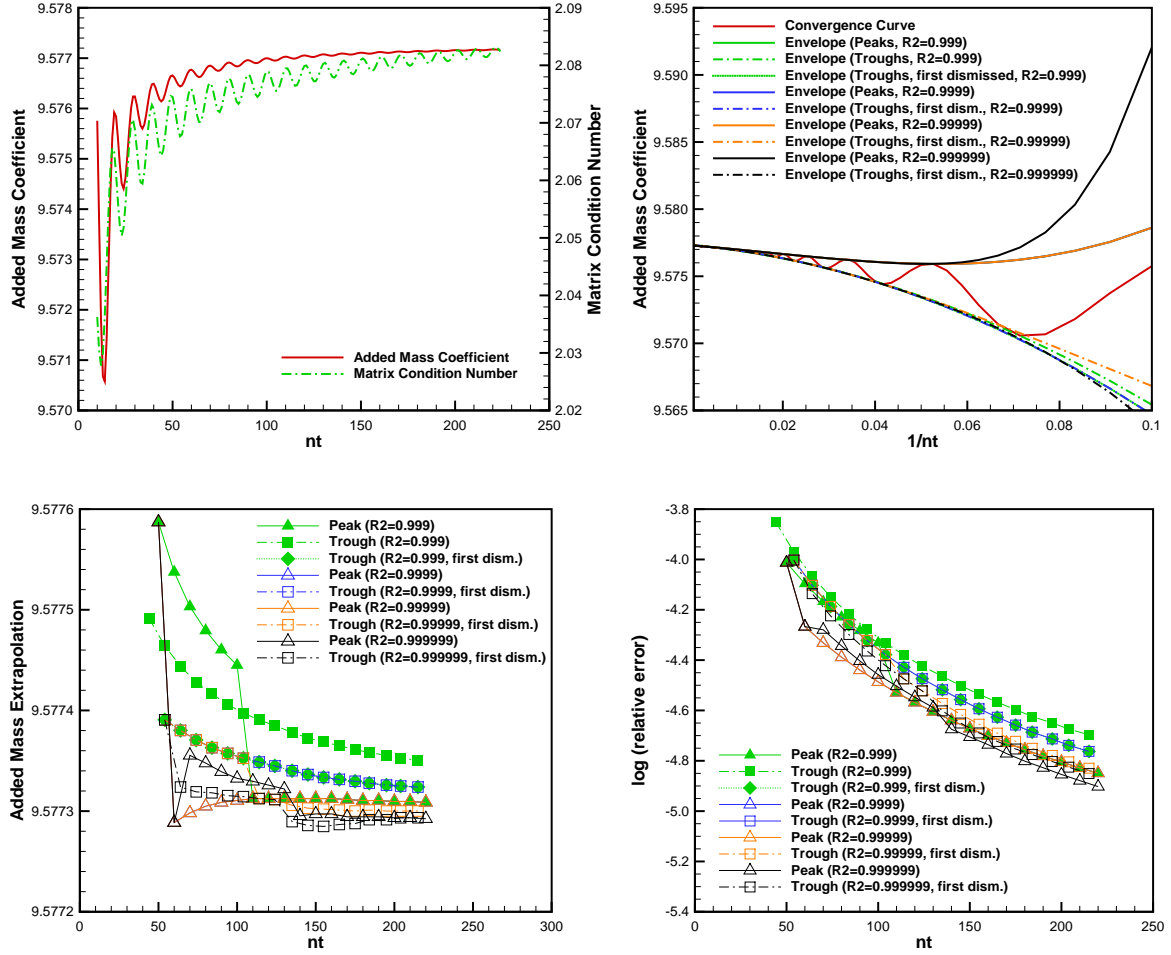 9.578
9.577
9.576
9.575
9.574
9.573
9.572
9.571
9.570
Added Mass Coefficient
2.09
2.08
2.07
2.06
2.05
2.04
2.03
2.02
Matrix Condition Number
Added Mass Coefficient
Matrix Condition Number
0
50
100
150
200
250
nt
9.595
9.590
9.585
9.580
9.575
9.570
9.565
Added Mass Coefficient
Convergence Curve
Envelope (Peaks, R2=0.999)
Envelope (Troughs, R2=0.999)
Envelope (Troughs, first dismissed, R2=0.999)
Envelope (Peaks, R2=0.9999)
Envelope (Troughs, first dism., R2=0.9999)
Envelope (Peaks, R2=0.99999)
Envelope (Troughs, first dism., R2=0.99999)
Envelope (Peaks, R2=0.999999)
Envelope (Troughs, first dism., R2=0.999999)
0.02
0.04
0.06
0.08
0.1
1/nt
9.5776
9.5775
9.5774
9.5773
9.5772
Added Mass Extrapolation
Peak (R2=0.999)
Trough (R2=0.999)
Trough (R2=0.999, first dism.)
Peak (R2=0.9999)
Trough (R2=0.9999, first dism.)
Peak (R2=0.99999)
Trough (R2=0.99999, first dism.)
Peak (R2=0.999999)
Trough (R2=0.999999, first dism.)
0
50
100
150
200
250
300
nt
-3.8
-4.0
-4.2
-4.4
-4.6
-4.8
-5.0
-5.2
-5.4
log (relative error)
Peak (R2=0.999)
Trough (R2=0.999)
Trough (R2=0.999, first dism.)
Peak (R2=0.9999)
Trough (R2=0.9999, first dism.)
Peak (R2=0.99999)
Trough (R2=0.99999, first dism.)
Peak (R2=0.999999)
Trough (R2=0.999999, first dism.)
0
50
100
150
200
250
nt